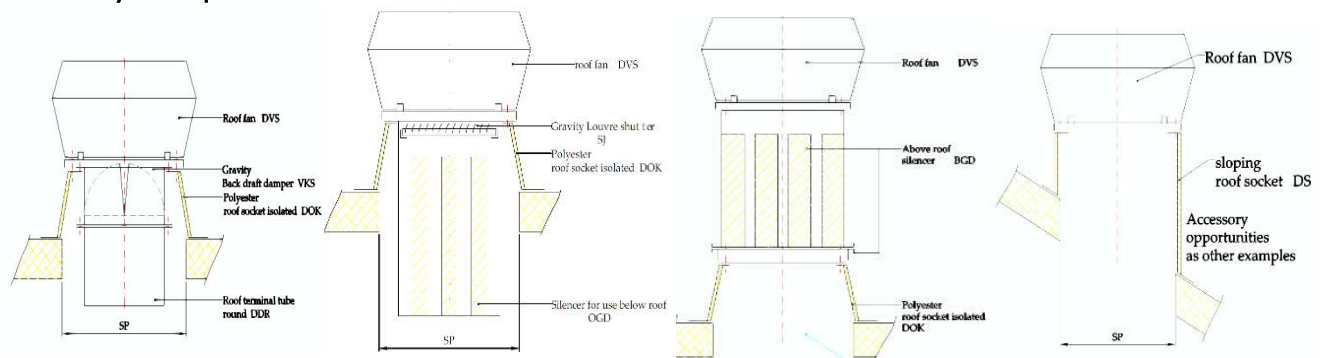 Roof fan DVS
Gravity
Back draft damper VKS
Polyester
roof socket isolated DOK
Roof terminal tube
round DDR
SP
roof fan DVS
Gravity Louvre shutter
SJ
Polyester
roof socket isolated DOK
Silencer for use below roof
OGD
SP
Roof fan DVS
Above roof
silencer BGD
Polyester
roof socket isolated
DOK
Roof fan DVS
sloping
roof socket DS
Accessory
opportunities
as other examples
SP